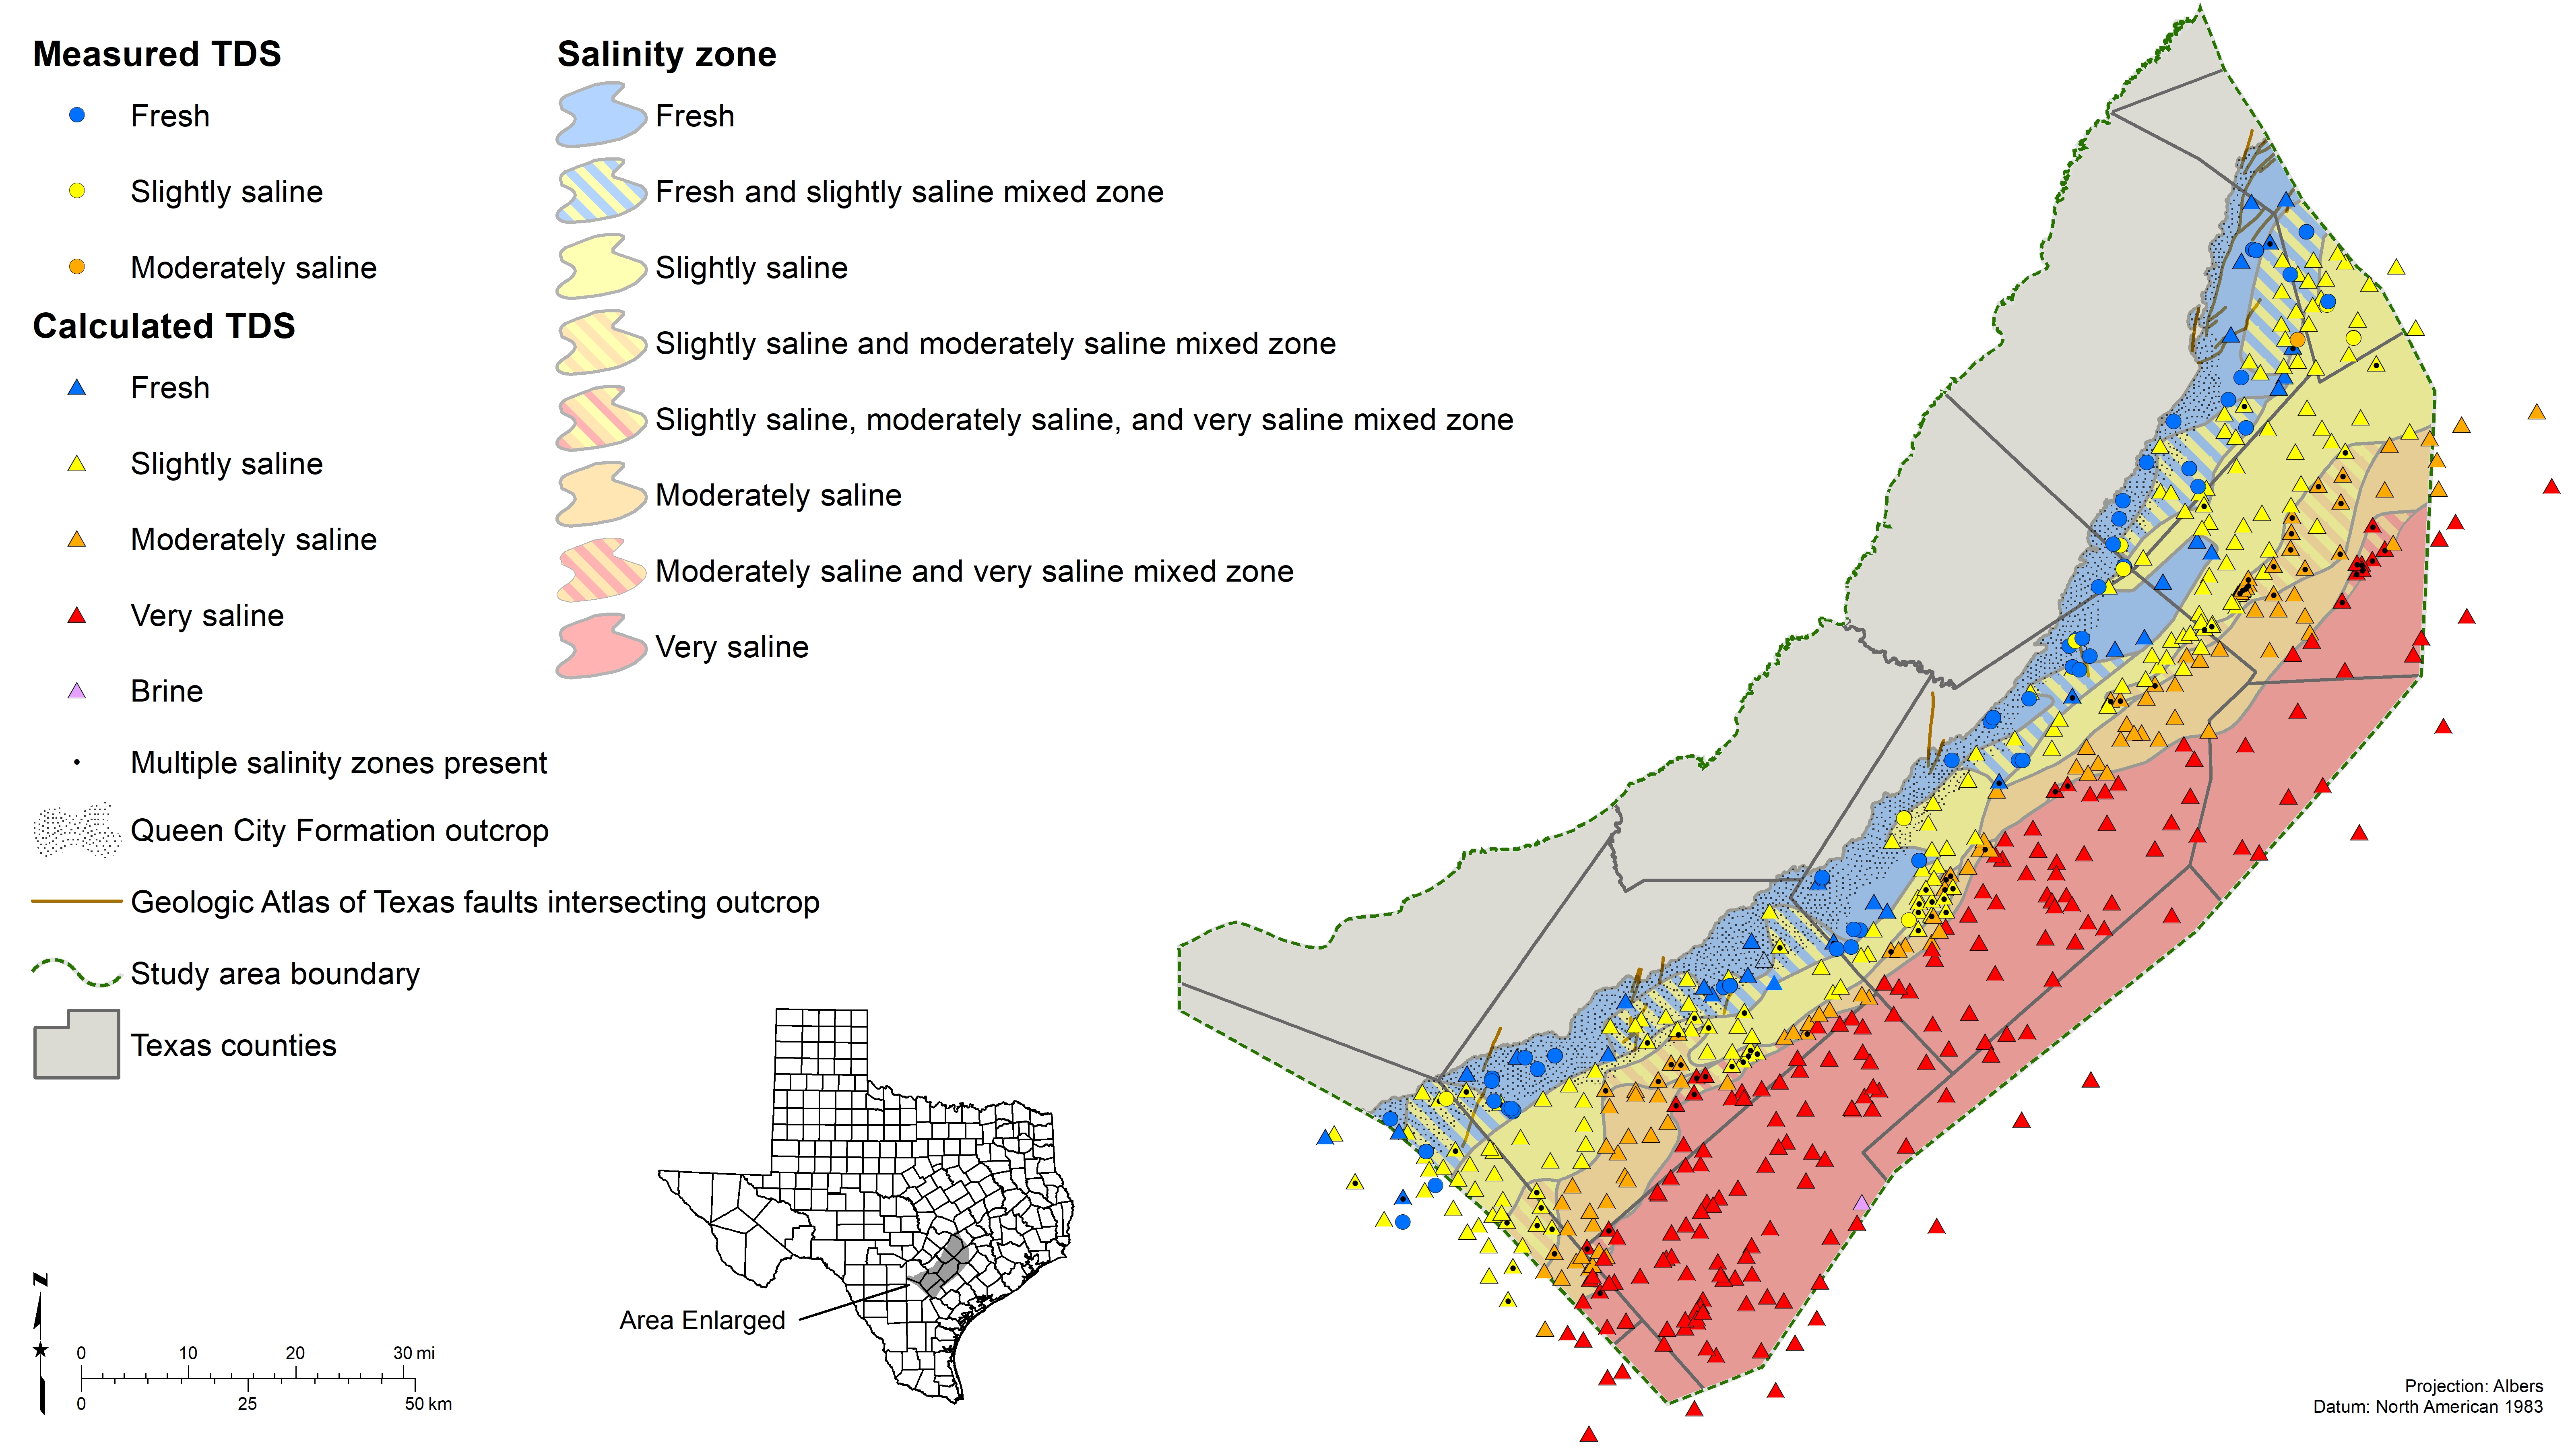 Measured TDS
Fresh
Slightly saline
Moderately saline
Calculated TDS
Fresh
Slightly saline
Moderately saline
Very saline
Brine
Multiple salinity zones present
Queen City Formation outcrop
Geologic Atlas of Texas faults intersecting outcrop
Study area boundary
Texas counties
Salinity zone
Fresh
Fresh and slightly saline mixed zone
Slightly saline
Slightly saline and moderately saline mixed zone
Slightly saline, moderately saline, and very saline mixed zone
Moderately saline
Moderately saline and very saline mixed zone
Very saline
Area Enlarged
N
0 10 20 30 mi
0 25 50 km
Projection: Albers
Datum: North American 1983